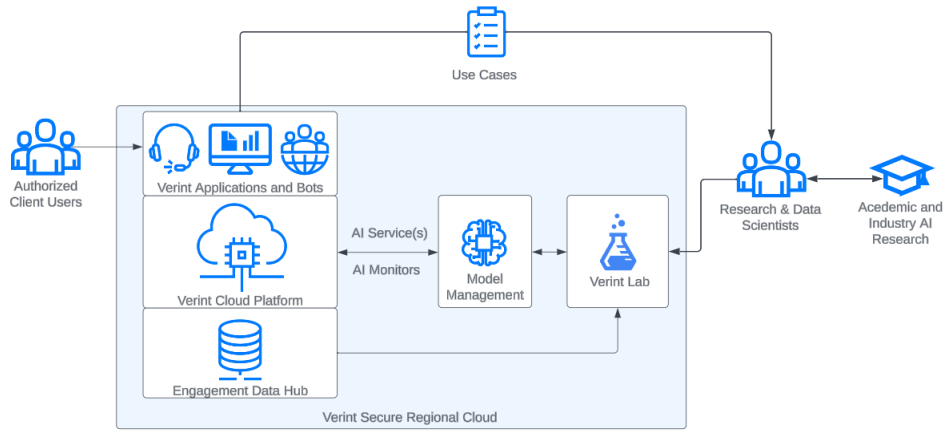 Use Cases
Authorized
Client Users
Verint Applications and Bots
Research & Data
Scientists
Acedemic and
Industry AI
Research
AI Service(s)
AI Monitors
Verint Cloud Platform
Model
Management
Verint Lab
Engagement Data Hub
Verint Secure Regional Cloud